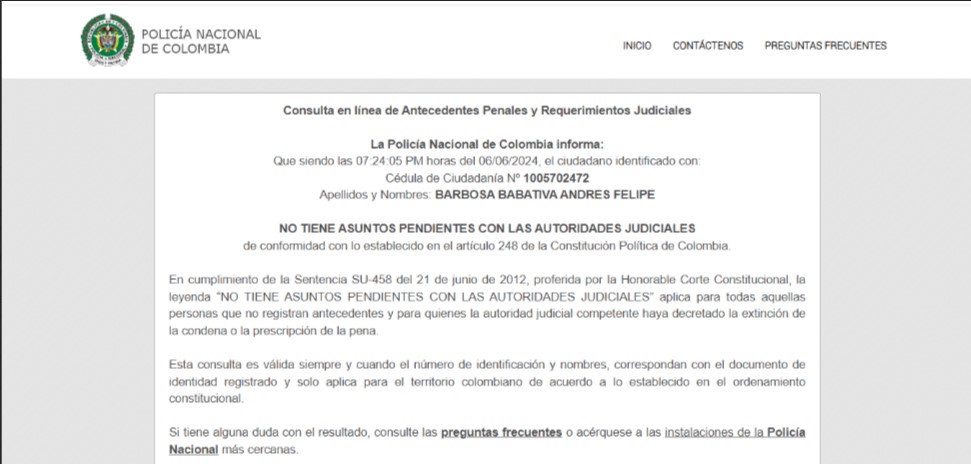 POLICÍA NACIONAL
DE COLOMBIA
INICIO CONTÁCTENOS PREGUNTAS FRECUENTES
Consulta en línea de Antecedentes Penales y Requerimientos Judiciales
La Policía Nacional de Colombia informa:
Que siendo las 07:24:05 PM horas del 06/06/2024, el ciudadano identificado con:
Cédula de Ciudadanía Nº 1005702472
Apellidos y Nombres: BARBOSA BABATIVA ANDRES FELIPE
NO TIENE ASUNTOS PENDIENTES CON LAS AUTORIDADES JUDICIALES
de conformidad con lo establecido en el artículo 248 de la Constitución Política de Colombia.
En cumplimiento de la Sentencia SU-458 del 21 de junio de 2012, proferida por la Honorable Corte Constitucional, la
leyenda “NO TIENE ASUNTOS PENDIENTES CON LAS AUTORIDADES JUDICIALES” aplica para todas aquellas
personas que no registran antecedentes y para quienes la autoridad judicial competente haya decretado la extinción de
la condena o la prescripción de la pena.
Esta consulta es válida siempre y cuando el número de identificación y nombres, correspondan con el documento de
identidad registrado y solo aplica para el territorio colombiano de acuerdo a lo establecido en el ordenamiento
constitucional.
Si tiene alguna duda con el resultado, consulte las preguntas frecuentes o acérquese a las instalaciones de la Policía
Nacional más cercanas.